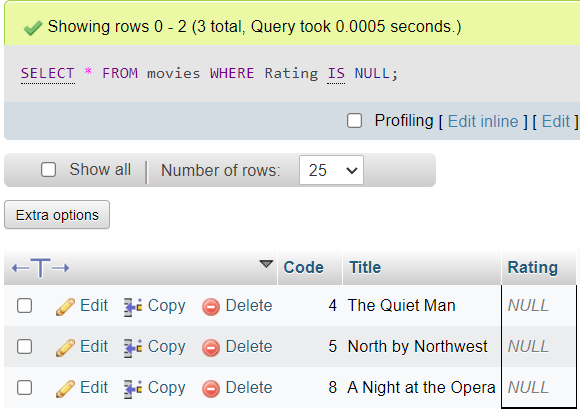 Showing rows 0 - 2 (3 total, Query took 0.0005 seconds.)
SELECT * FROM movies WHERE Rating IS NULL;
Profiling [ Edit inline ] [ Edit ]
Show all Number of rows: 25
Extra options
←T→ Code Title Rating
Edit Copy Delete 4 The Quiet Man NULL
Edit Copy Delete 5 North by Northwest NULL
Edit Copy Delete 8 A Night at the Opera NULL